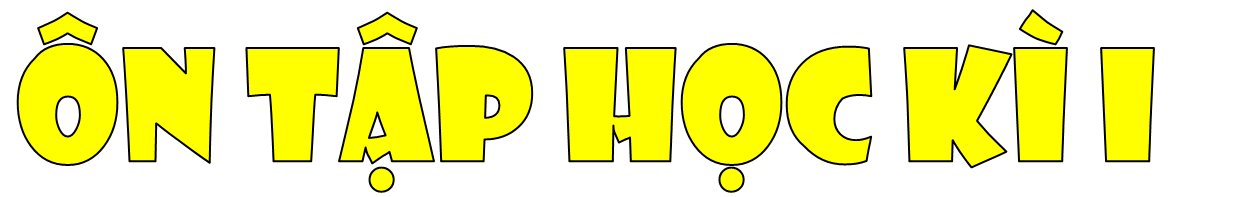 ÔN TẬP HỌC KÌ I